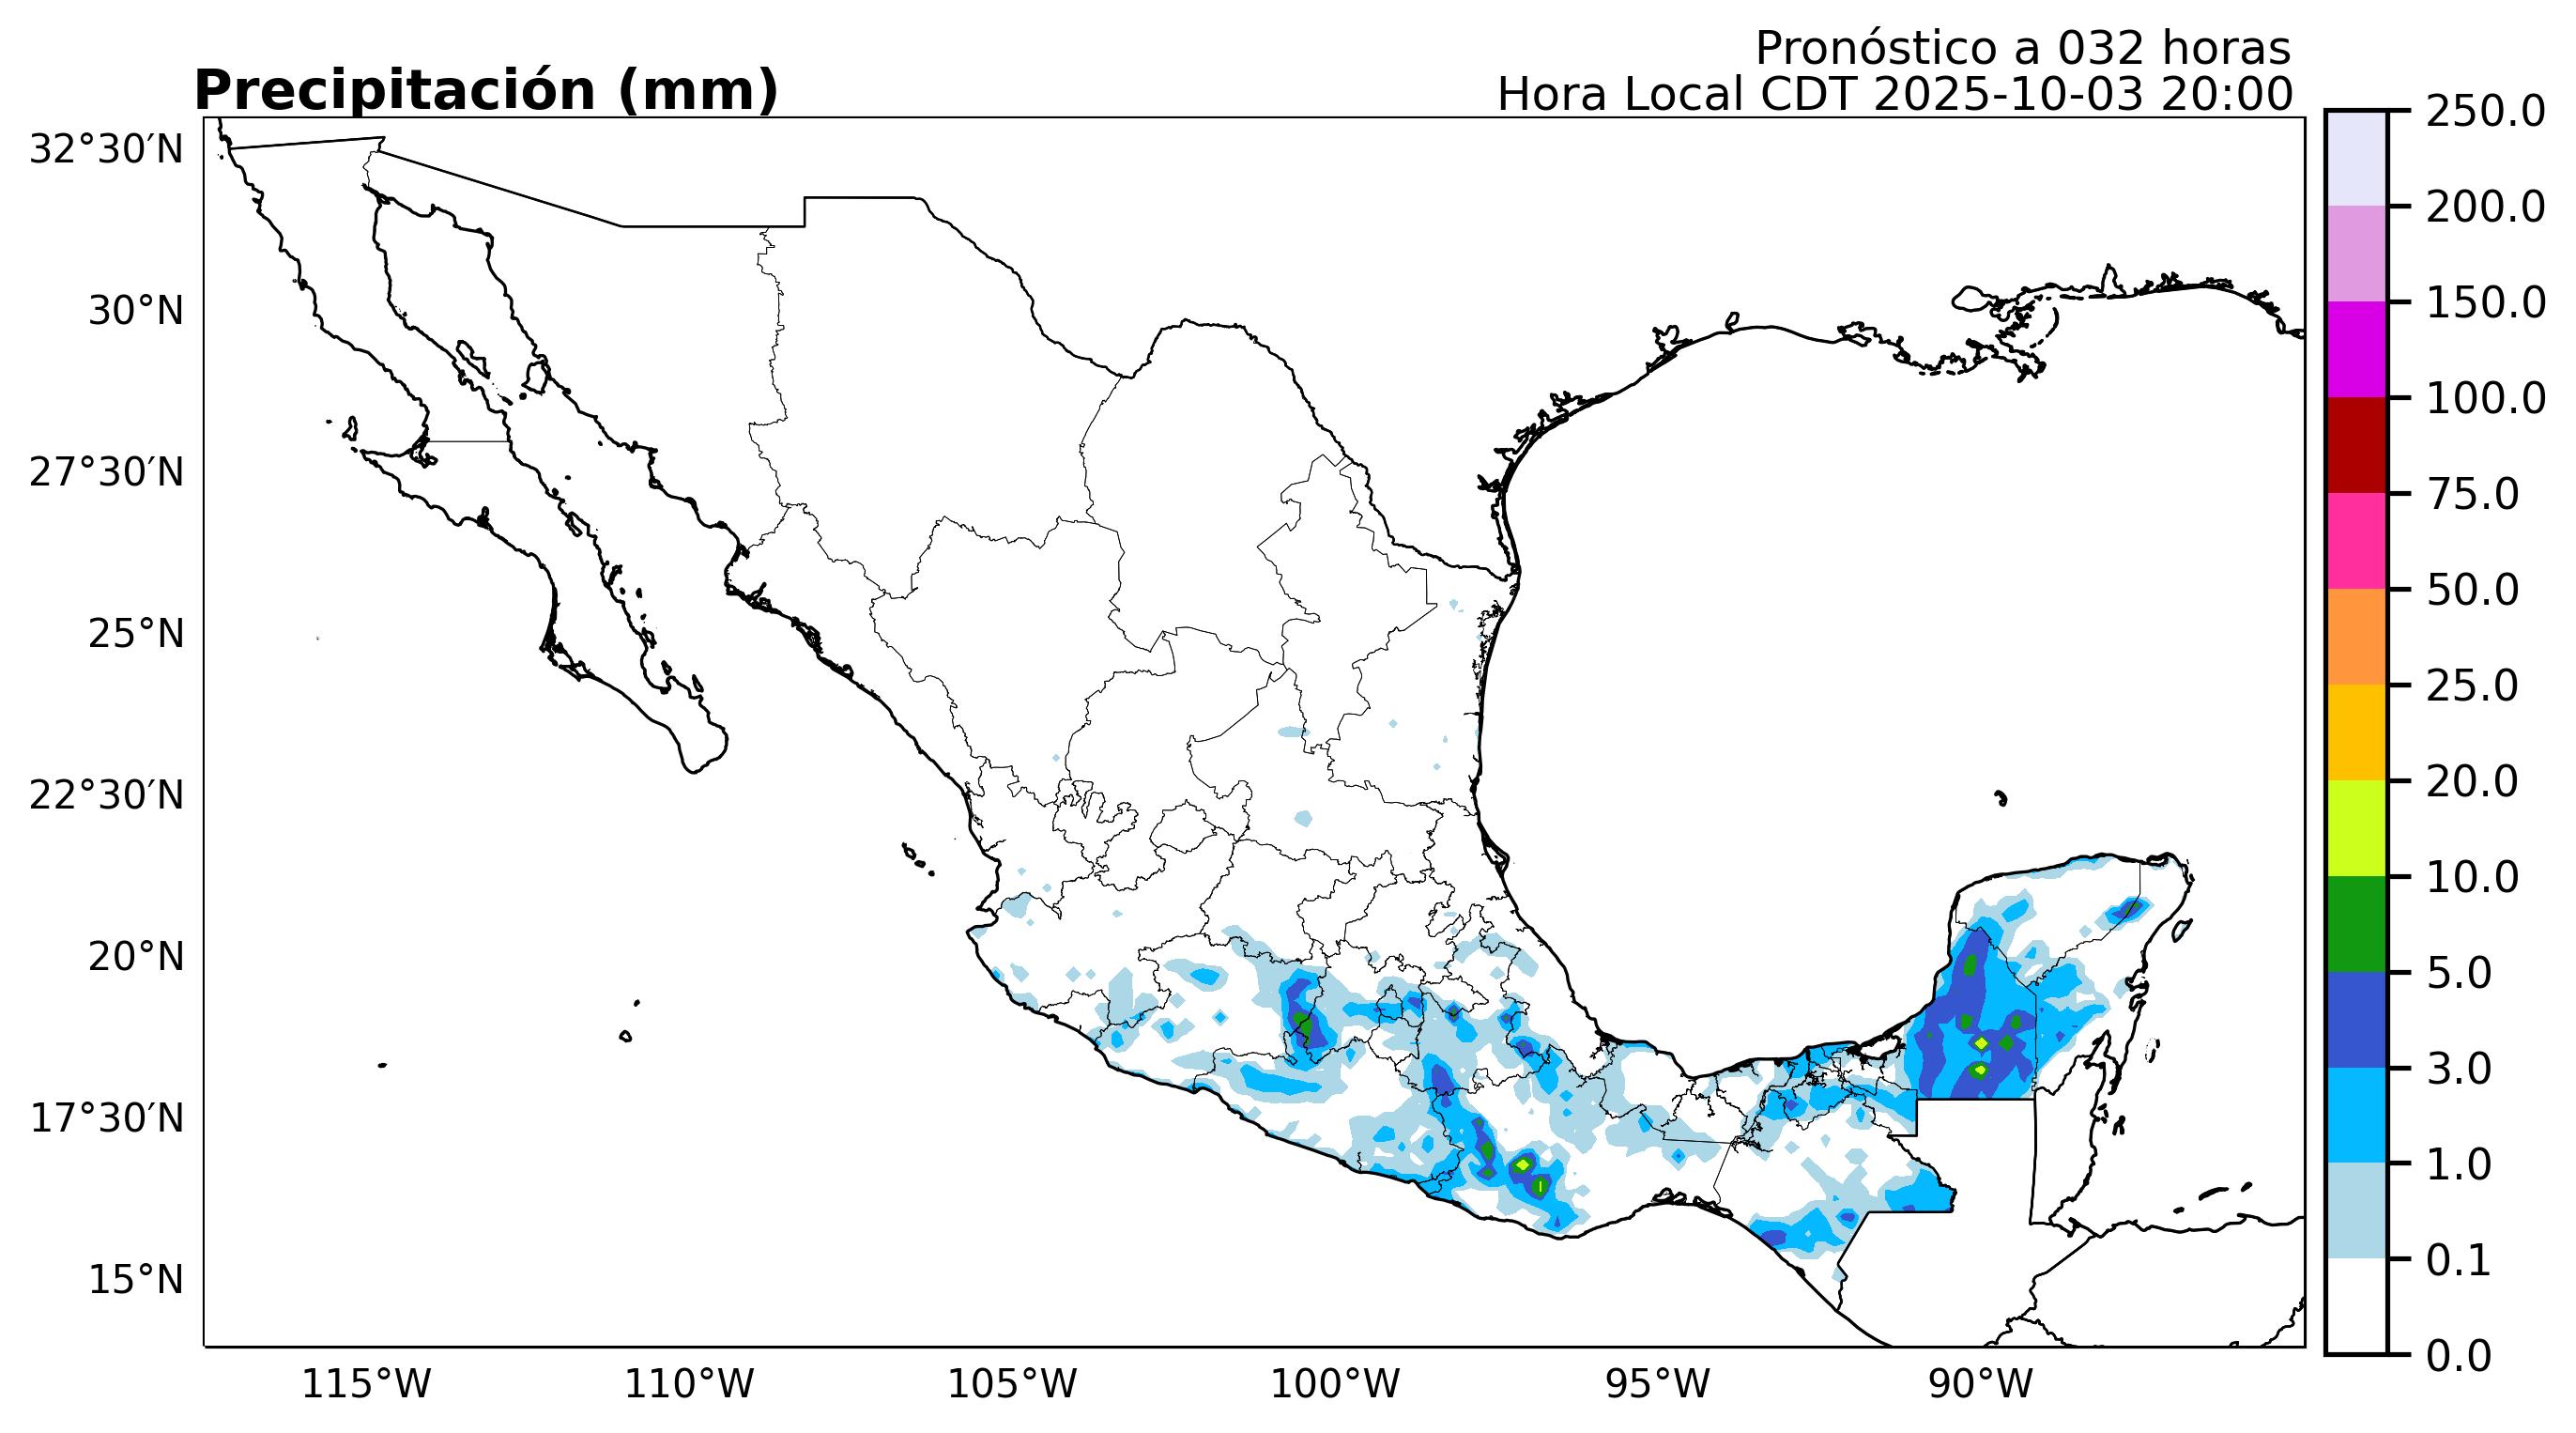 Pronóstico a 032 horas
Precipitación (mm)
Hora Local CDT 2025-10-03 20:00
32°30′N
30°N
27°30′N
25°N
22°30′N
20°N
17°30′N
15°N
115°W
110°W
105°W
100°W
95°W
90°W
250.0
200.0
150.0
100.0
75.0
50.0
25.0
20.0
10.0
5.0
3.0
1.0
0.1
0.0